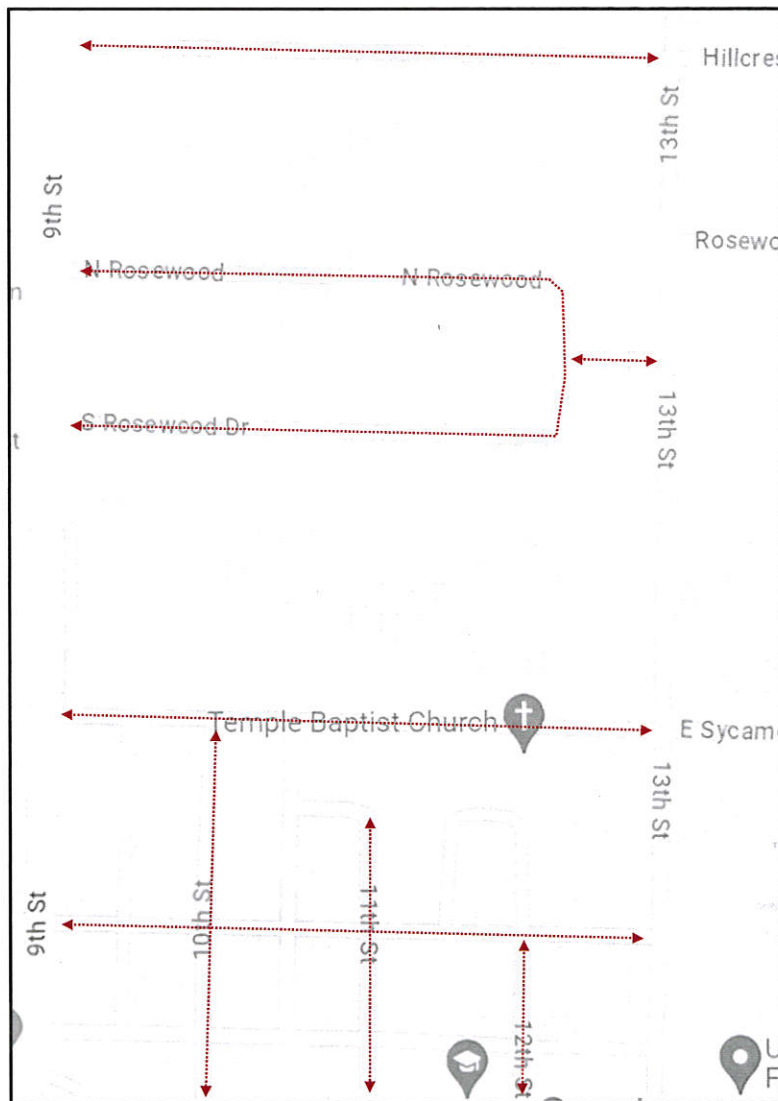 Hillcres
13th St
9th St
Rosewo
N Rosewood
N Rosewood
n
13th St
S Rosewood Dr
t
Temple Baptist Church
E Sycam
13th St
9th St
10th St
11th St
12th St
U
F